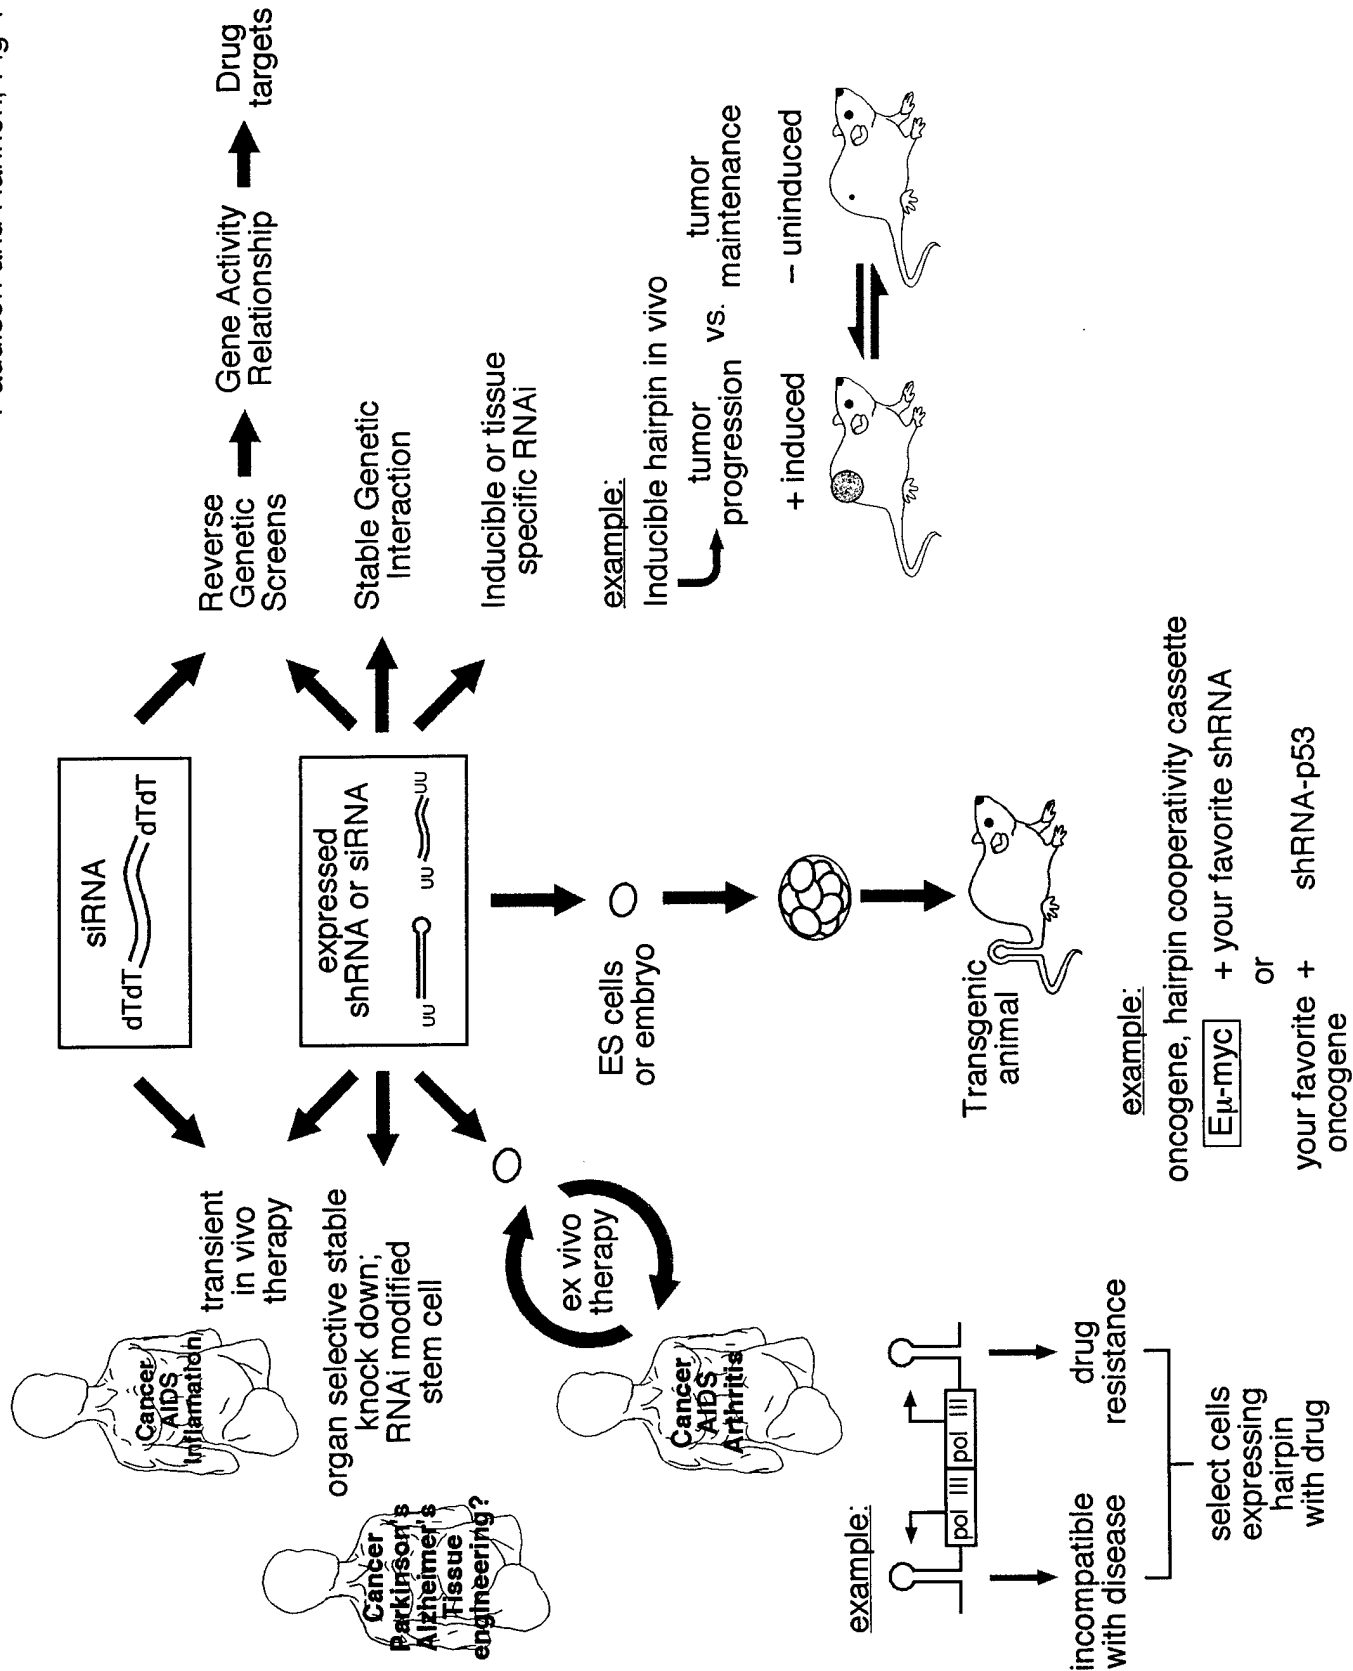 siRNA
dTdT
dTdT
expressed
shRNA or siRNA
UU
UU
UU
Cancer
AIDS
Inflamation
transient
in vivo
therapy
Cancer
Parkinson's
Alzheimer's
Tissue
engineering?
organ selective stable
knock down;
RNAi modified
stem cell
ex vivo
therapy
Cancer
AIDS
Arthritis
example:
pol III
pol III
incompatible
with disease
drug
resistance
select cells
expressing
hairpin
with drug
ES cells
or embryo
Transgenic
animal
example:
oncogene, hairpin cooperativity cassette
Eμ-myc + your favorite shRNA
or
your favorite + shRNA-p53
oncogene
Reverse
Genetic
Screens
Gene Activity
Relationship
Drug
targets
Stable Genetic
Interaction
Inducible or tissue
specific RNAi
example:
Inducible hairpin in vivo
tumor
progression
vs.
tumor
maintenance
+ induced
– uninduced